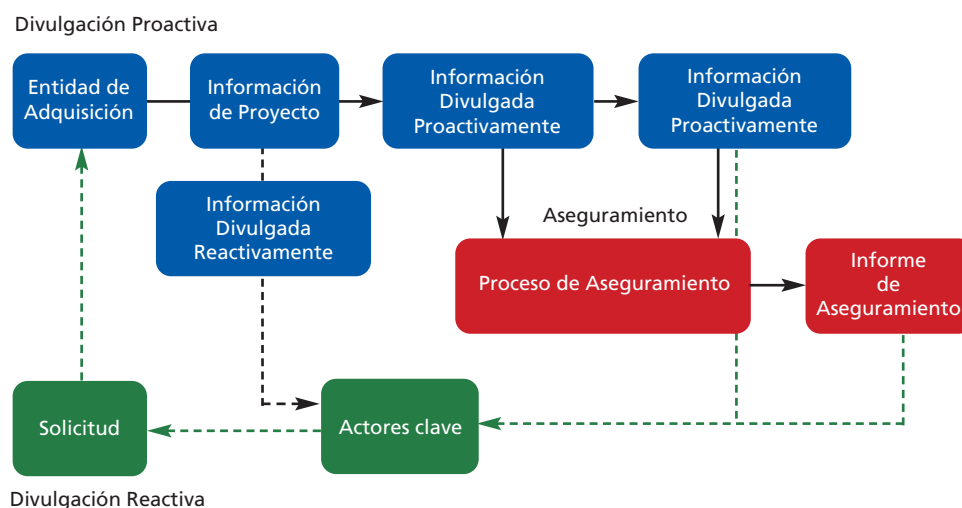 Divulgación Proactiva
Entidad de
Adquisición
Información
de Proyecto
Información
Divulgada
Proactivamente
Información
Divulgada
Proactivamente
Información
Divulgada
Reactivamente
Aseguramiento
Proceso de Aseguramiento
Informe
de
Aseguramiento
Solicitud
Actores clave
Divulgación Reactiva